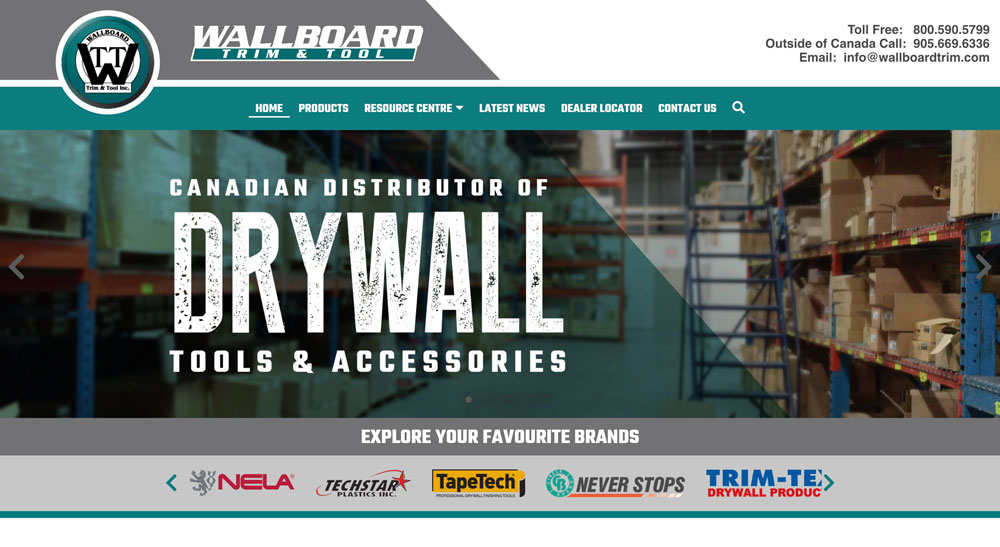 WALLBOARD
TTW
Trim & Tool Inc.
WALLBOARD
TRIM & TOOL
Toll Free: 800.590.5799
Outside of Canada Call: 905.669.6336
Email: info@wallboardtrim.com
HOME PRODUCTS RESOURCE CENTRE LATEST NEWS DEALER LOCATOR CONTACT US
CANADIAN DISTRIBUTOR OF
DRYWALL
TOOLS & ACCESSORIES
EXPLORE YOUR FAVOURITE BRANDS
NELA
TECHSTAR
PLASTICS INC.
TapeTech
PROFESSIONAL DRYWALL FINISHING TOOLS
NEVER STOPS
TRIM-TE
DRYWALL PRODUC